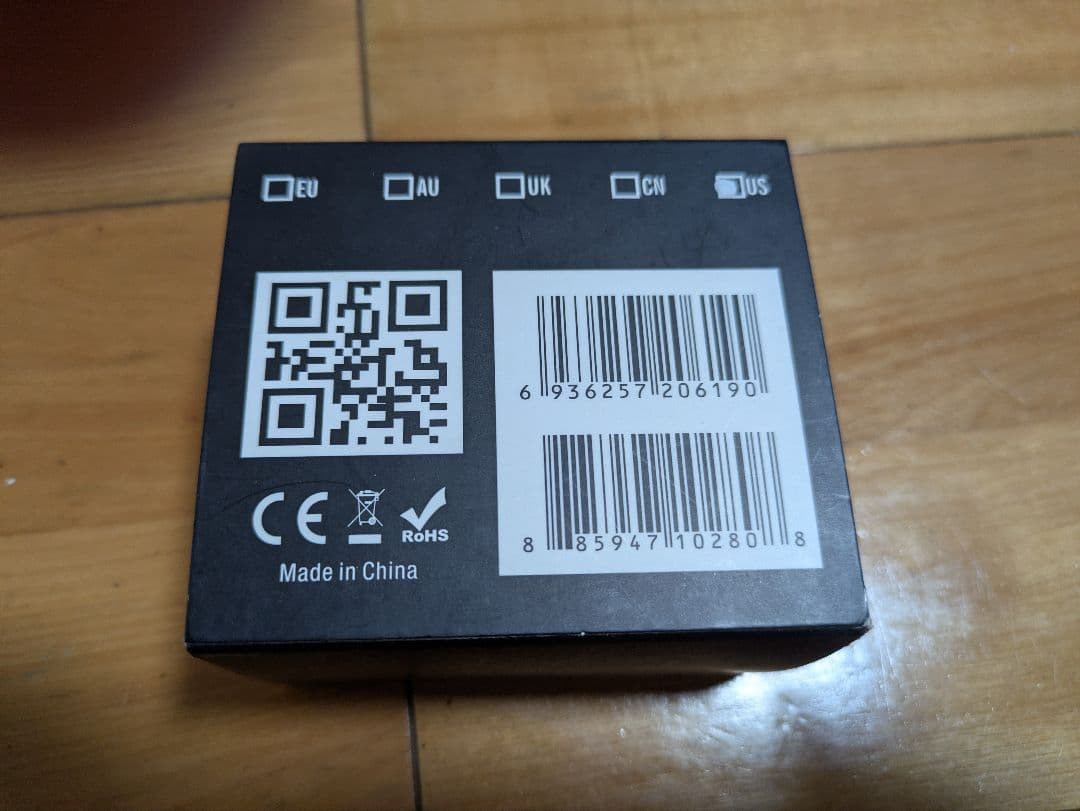 EU AU UK CN US
6 936257 206190
8 85947 10280 8
CE
RoHS
Made in China